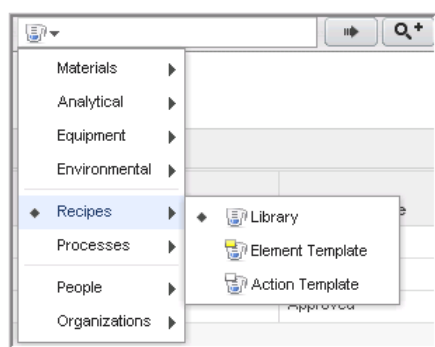 Materials
Analytical
Equipment
Environmental
Recipes
Library
Processes
Element Template
People
Action Template
Approved
Organizations